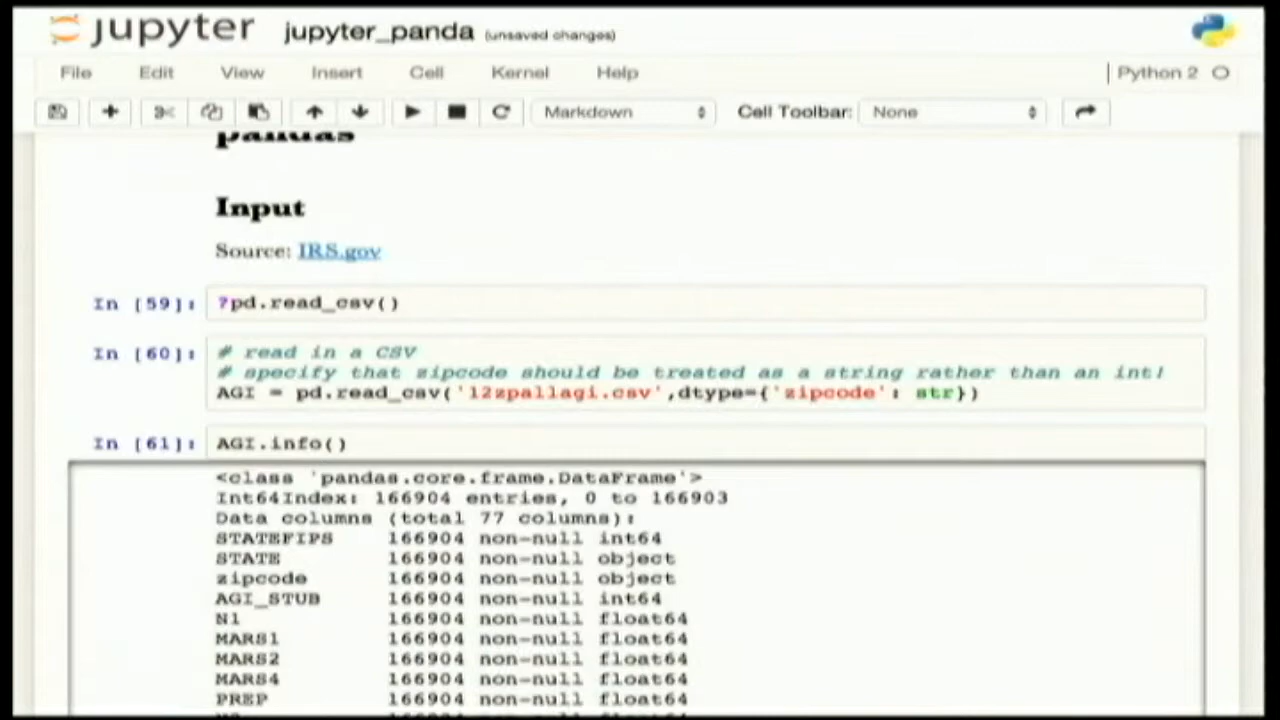 jupyter jupyter_panda (unsaved changes)
File Edit View Insert Cell Kernel Help Python 2
Markdown Cell Toolbar: None
pandas
Input
Source: IRS.gov
In [59]: ?pd.read_csv()
In [60]: # read in a CSV
# specify that zipcode should be treated as a string rather than an int!
AGI = pd.read_csv('12zpallagi.csv',dtype={'zipcode': str})
In [61]: AGI.info()
<class 'pandas.core.frame.DataFrame'>
Int64Index: 166904 entries, 0 to 166903
Data columns (total 77 columns):
STATEFIPS 166904 non-null int64
STATE 166904 non-null object
zipcode 166904 non-null object
AGI_STUB 166904 non-null int64
N1 166904 non-null float64
MARS1 166904 non-null float64
MARS2 166904 non-null float64
MARS4 166904 non-null float64
PREP 166904 non-null float64